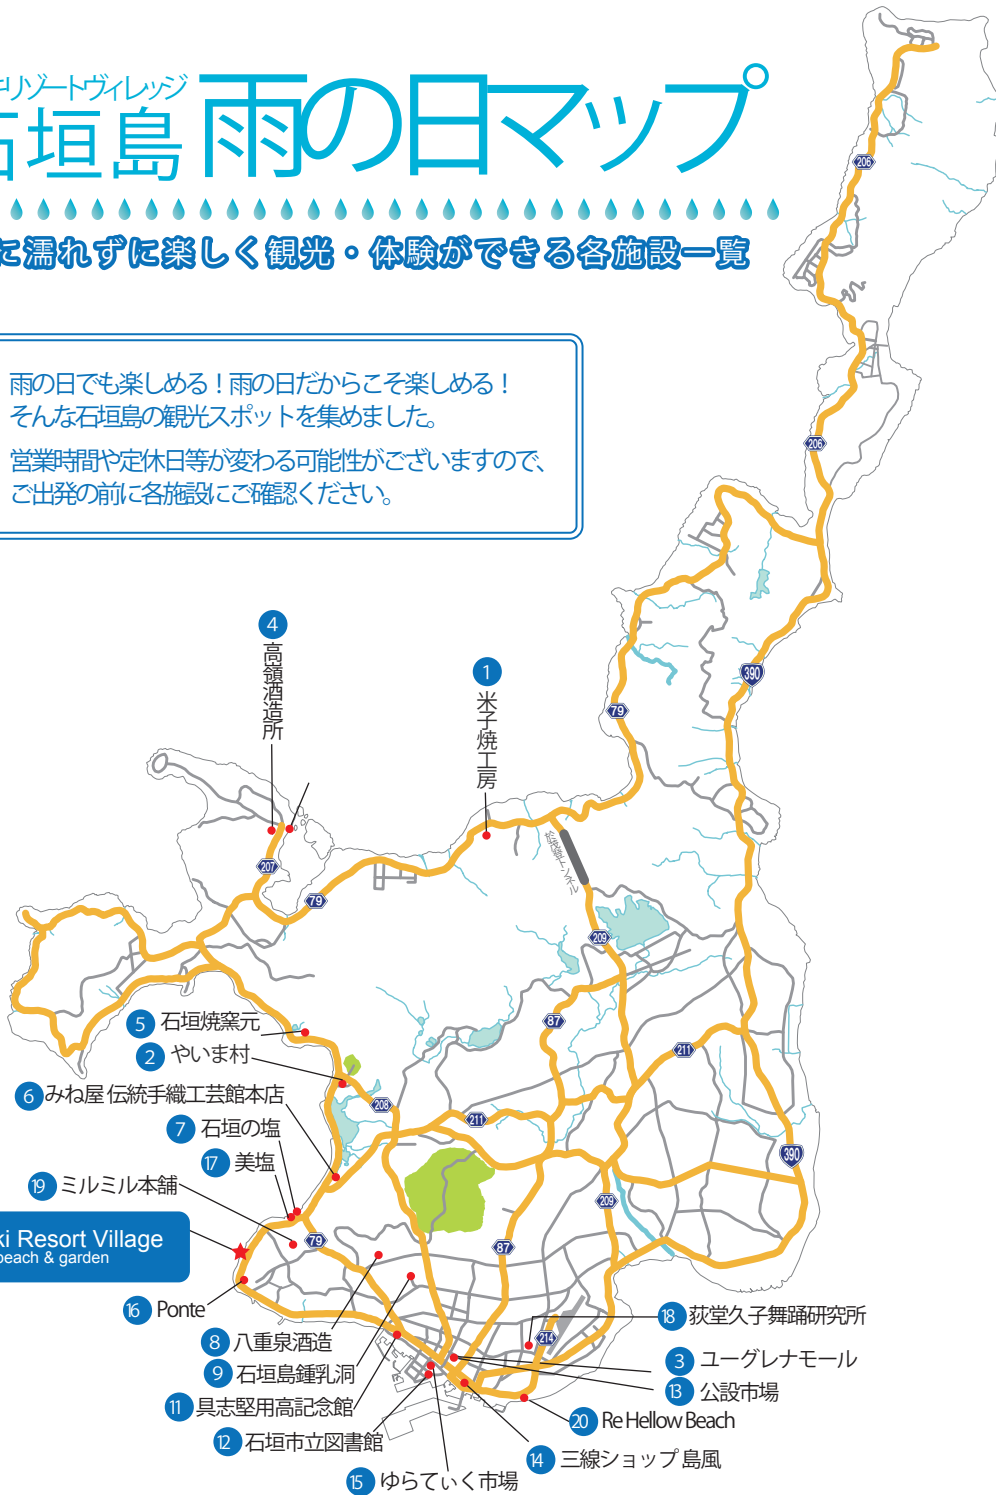 リゾートヴィレッジ
石垣島 雨の日マップ
に濡れずに楽しく観光・体験ができる各施設一覧
雨の日でも楽しめる！雨の日だからこそ楽しめる！
そんな石垣島の観光スポットを集めました。
営業時間や定休日等が変わる可能性がございますので、
ご出発の前に各施設にご確認ください。
206
206
4 高嶺酒造所
1 米子焼工房
390
79
トンネル
207
79
209
5 石垣焼窯元
87
2 やいま村
211
6 みね屋 伝統手織工芸館本店
208
211
7 石垣の塩
17 美塩
390
19 ミルミル本舗
209
ki Resort Village
beach & garden
79
87
16 Ponte
18 荻堂久子舞踊研究所
8 八重泉酒造
214
9 石垣島鍾乳洞
3 ユーグレナモール
13 公設市場
11 具志堅用高記念館
20 Re Hellow Beach
12 石垣市立図書館
14 三線ショップ 島風
15 ゆらてぃく市場